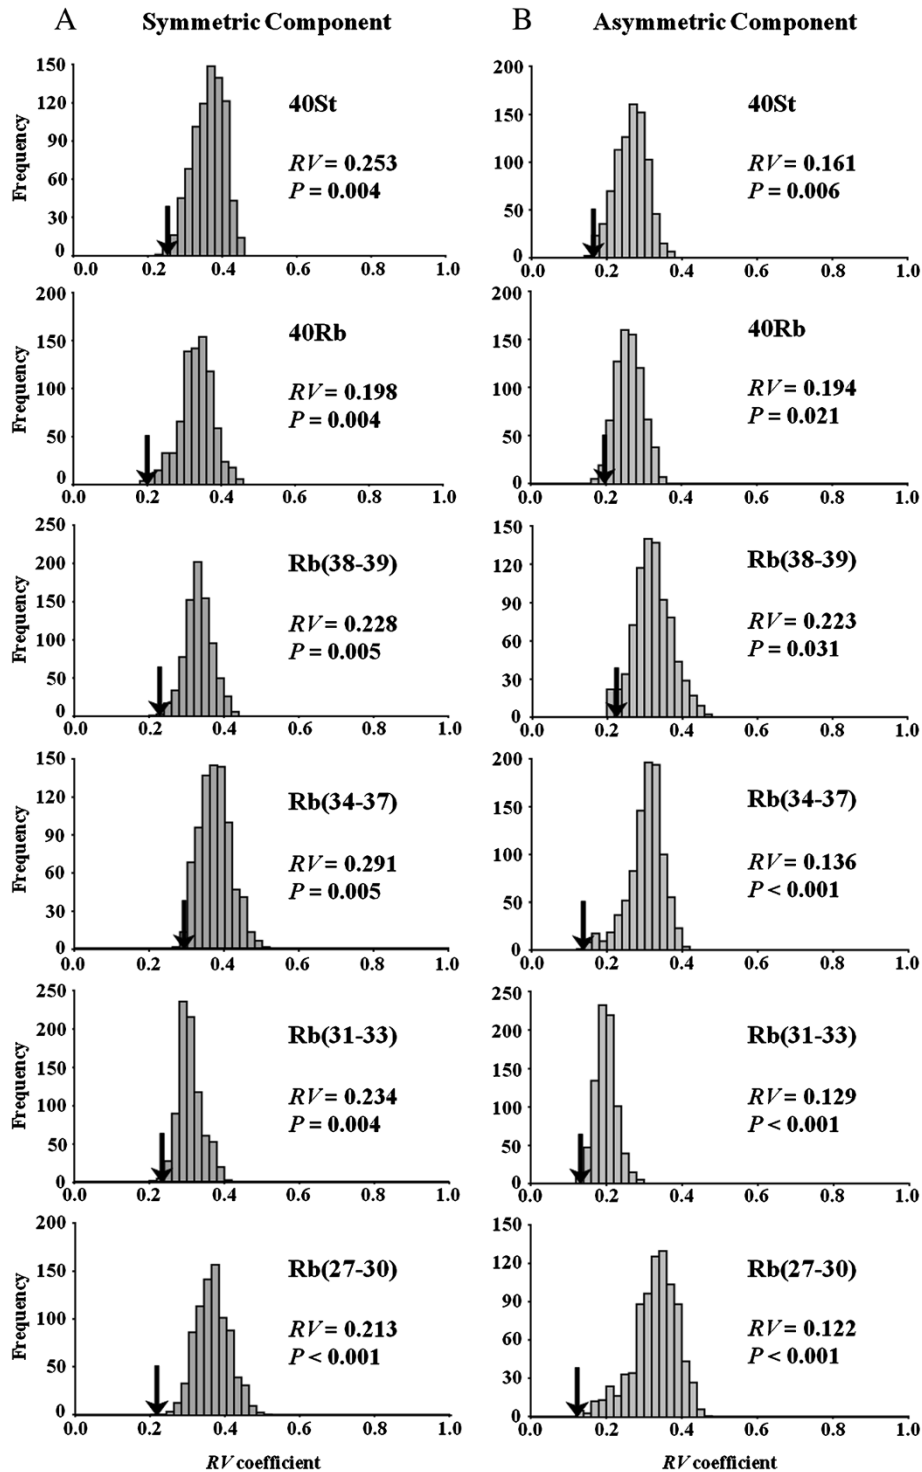 A Symmetric Component
B Asymmetric Component
Frequency
150
120
90
60
30
0
0.0 0.2 0.4 0.6 0.8 1.0
40St
RV = 0.253
P = 0.004
200
150
100
50
0
0.0 0.2 0.4 0.6 0.8 1.0
40St
RV = 0.161
P = 0.006
Frequency
200
150
100
50
0
0.0 0.2 0.4 0.6 0.8 1.0
40Rb
RV = 0.198
P = 0.004
200
150
100
50
0
0.0 0.2 0.4 0.6 0.8 1.0
40Rb
RV = 0.194
P = 0.021
Frequency
250
200
150
100
50
0
0.0 0.2 0.4 0.6 0.8 1.0
Rb(38-39)
RV = 0.228
P = 0.005
150
120
90
60
30
0
0.0 0.2 0.4 0.6 0.8 1.0
Rb(38-39)
RV = 0.223
P = 0.031
Frequency
150
120
90
60
30
0
0.0 0.2 0.4 0.6 0.8 1.0
Rb(34-37)
RV = 0.291
P = 0.005
200
150
100
50
0
0.0 0.2 0.4 0.6 0.8 1.0
Rb(34-37)
RV = 0.136
P < 0.001
Frequency
250
200
150
100
50
0
0.0 0.2 0.4 0.6 0.8 1.0
Rb(31-33)
RV = 0.234
P = 0.004
250
200
150
100
50
0
0.0 0.2 0.4 0.6 0.8 1.0
Rb(31-33)
RV = 0.129
P < 0.001
Frequency
200
150
100
50
0
0.0 0.2 0.4 0.6 0.8 1.0
Rb(27-30)
RV = 0.213
P < 0.001
RV coefficient
150
120
90
60
30
0
0.0 0.2 0.4 0.6 0.8 1.0
Rb(27-30)
RV = 0.122
P < 0.001
RV coefficient